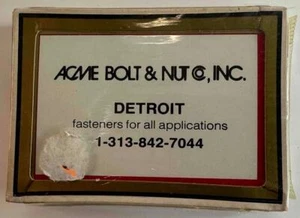 ACME BOLT & NUT CO., INC.
DETROIT
fasteners for all applications
1-313-842-7044